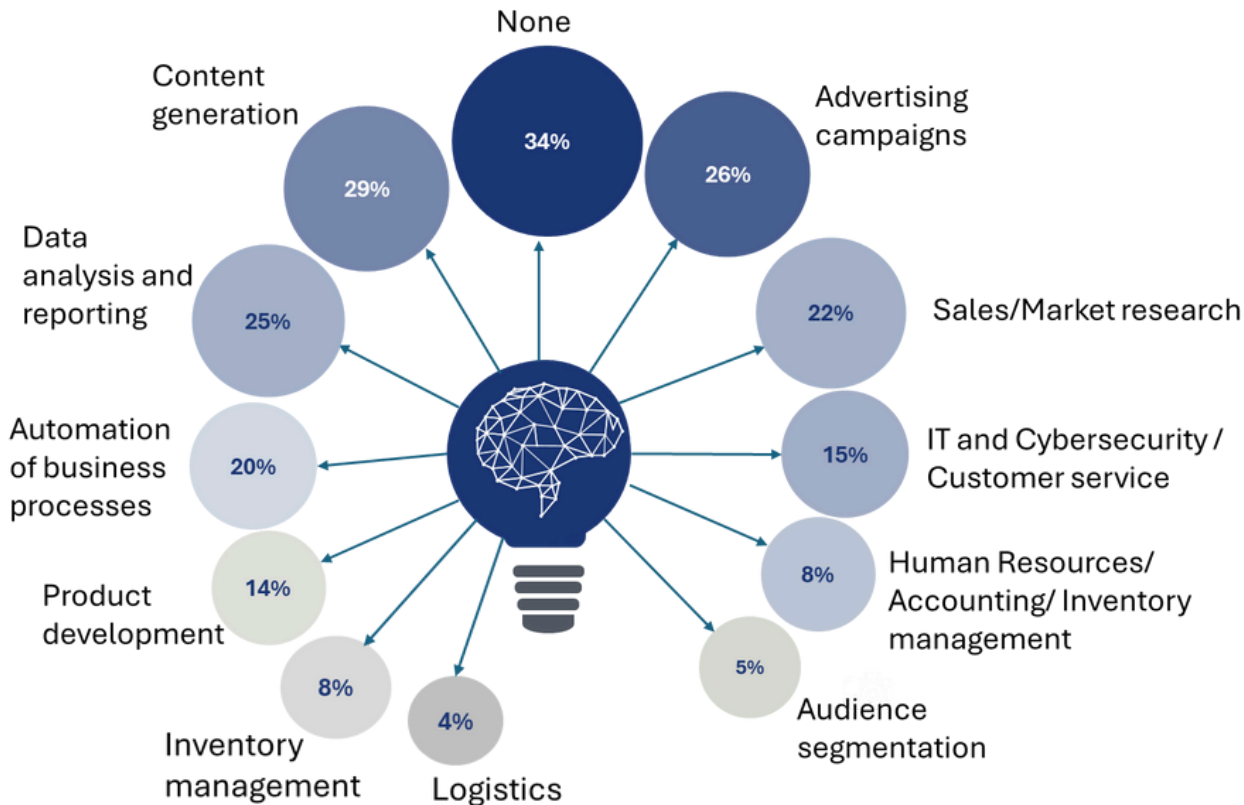 None
34%
Content
generation
29%
Advertising
campaigns
26%
Data
analysis and
reporting
25%
22%
Sales/Market research
Automation
of business
processes
20%
15%
IT and Cybersecurity /
Customer service
Product
development
14%
8%
Human Resources/
Accounting/ Inventory
management
8%
Inventory
management
4%
Logistics
5%
Audience
segmentation